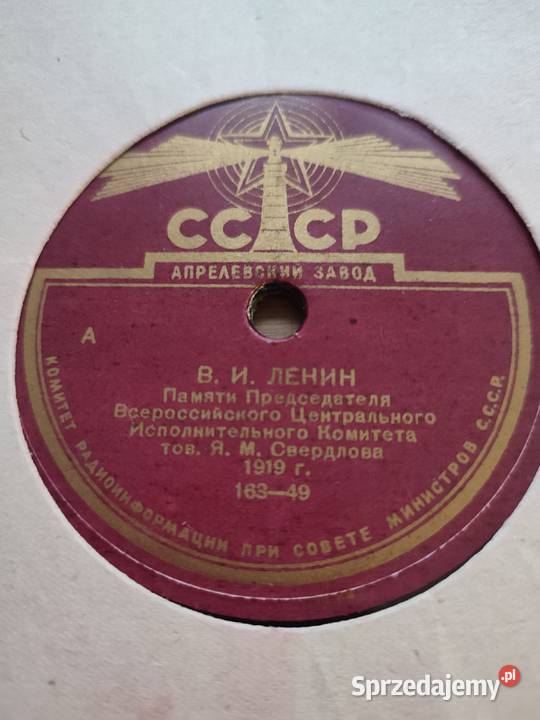 СССР
АПРЕЛЕВСКИЙ ЗАВОД
А
В. И. ЛЕНИН
Памяти Председателя
Всероссийского Центрального
Исполнительного Комитета
тов. Я. М. Свердлова
1919 г.
163—49
КОМИТЕТ РАДИОИНФОРМАЦИИ ПРИ СОВЕТЕ МИНИСТРОВ С.С.С.Р.
Sprzedajemy.pl